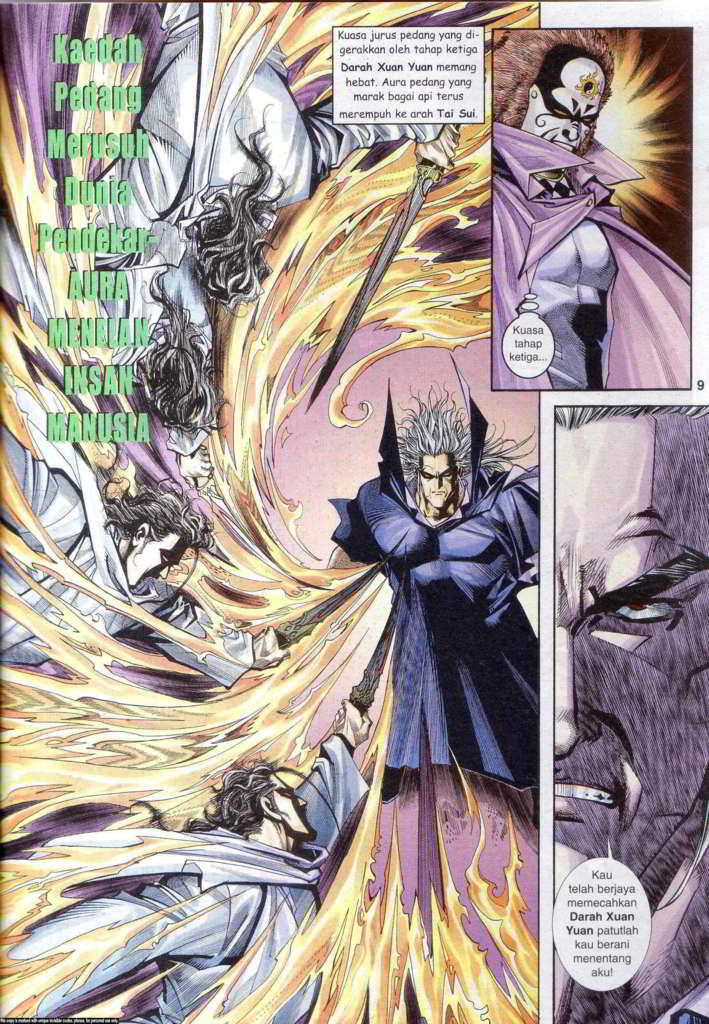 Kaedah
Pedang
Merusuh
Dunia
Pendekar-
AURA
MENELAN
INSAN
MANUSIA
Kuasa jurus pedang yang di-
gerakkan oleh tahap ketiga
Darah Xuan Yuan memang
hebat. Aura pedang yang
marak bagai api terus
merempuh ke arah Tai Sui.
Kuasa
tahap
ketiga...
9
Kau
telah berjaya
memecahkan
Darah Xuan
Yuan patutlah
kau berani
menentang
aku!